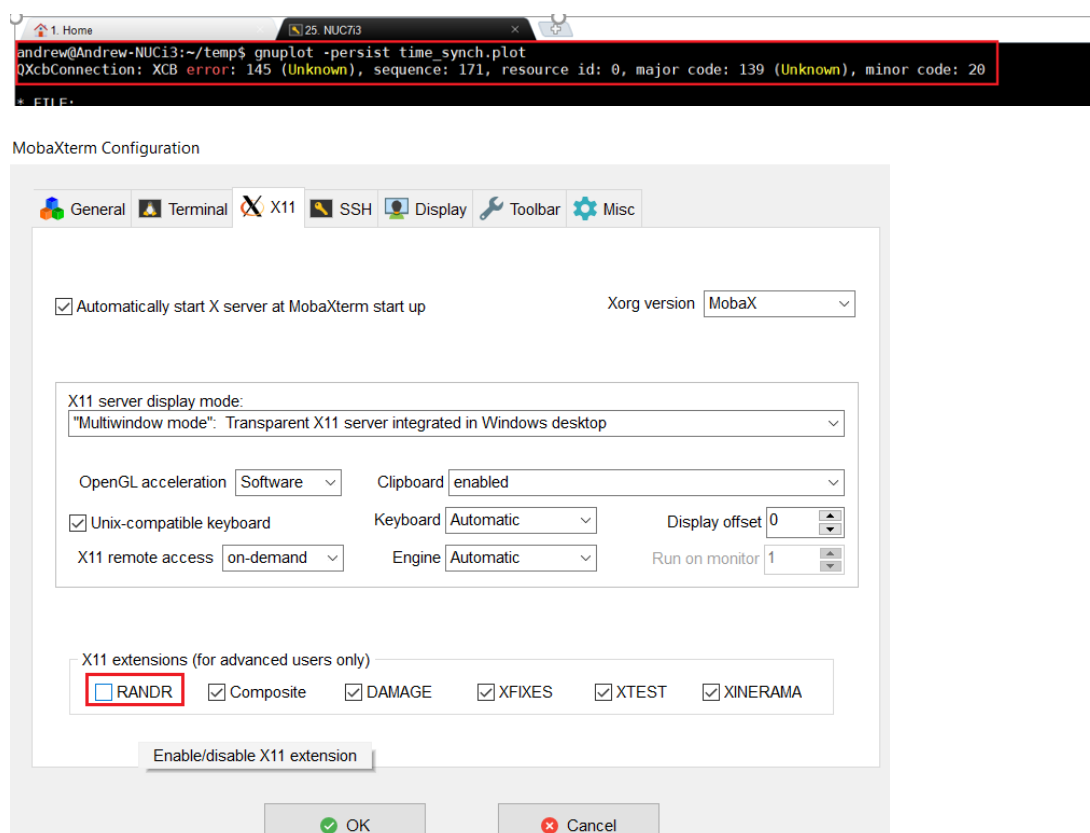 1. Home
25. NUC7i3
andrew@Andrew-NUCi3:~/temp$ gnuplot -persist time_synch.plot
QXcbConnection: XCB error: 145 (Unknown), sequence: 171, resource id: 0, major code: 139 (Unknown), minor code: 20
* FILE:
MobaXterm Configuration
General Terminal X11 SSH Display Toolbar Misc
Automatically start X server at MobaXterm start up Xorg version MobaX
X11 server display mode:
"Multiwindow mode": Transparent X11 server integrated in Windows desktop
OpenGL acceleration Software Clipboard enabled
Unix-compatible keyboard Keyboard Automatic Display offset 0
X11 remote access on-demand Engine Automatic Run on monitor 1
X11 extensions (for advanced users only)
RANDR Composite DAMAGE XFIXES XTEST XINERAMA
Enable/disable X11 extension
OK Cancel